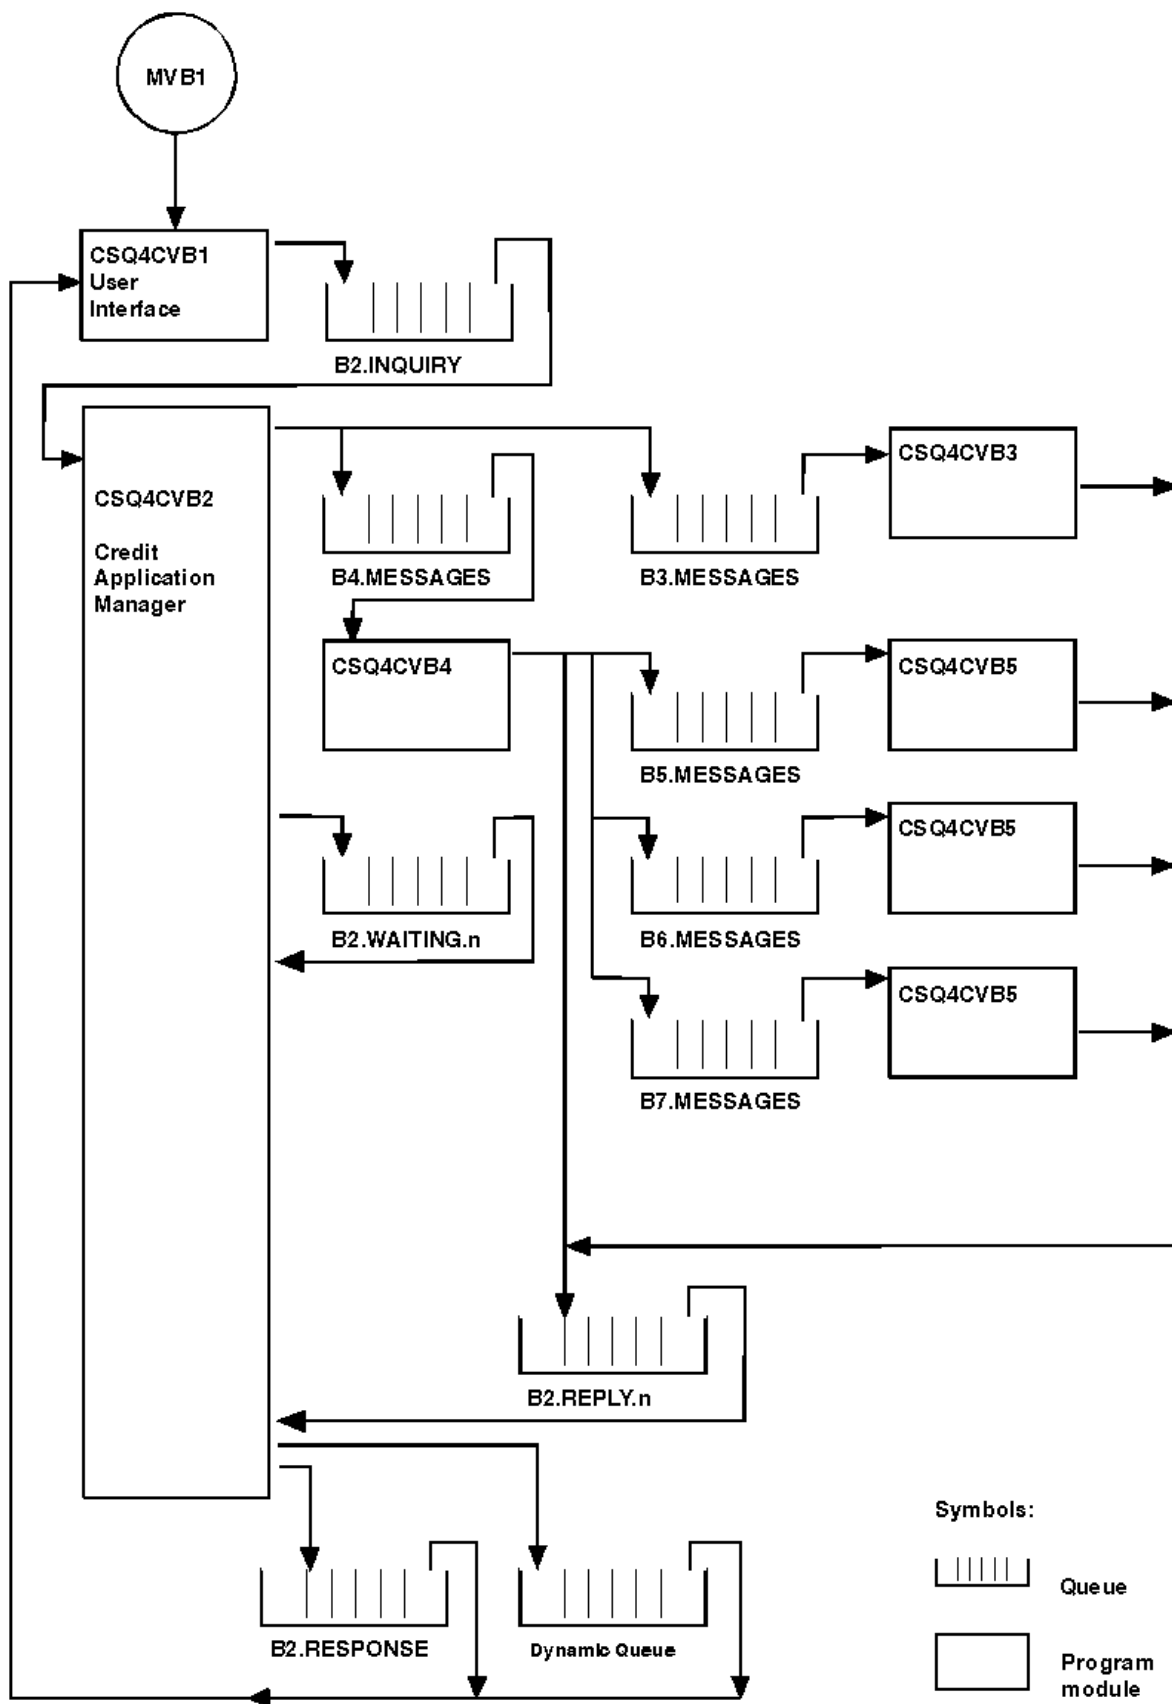 MVB1
CSQ4CVB1
User
Interface
B2.INQUIRY
CSQ4CVB2
Credit
Application
Manager
B4.MESSAGES
B3.MESSAGES
CSQ4CVB3
CSQ4CVB4
B5.MESSAGES
CSQ4CVB5
B2.WAITING.n
B6.MESSAGES
CSQ4CVB5
B7.MESSAGES
CSQ4CVB5
B2.REPLY.n
B2.RESPONSE
Dynamic Queue
Symbols:
Queue
Program
module